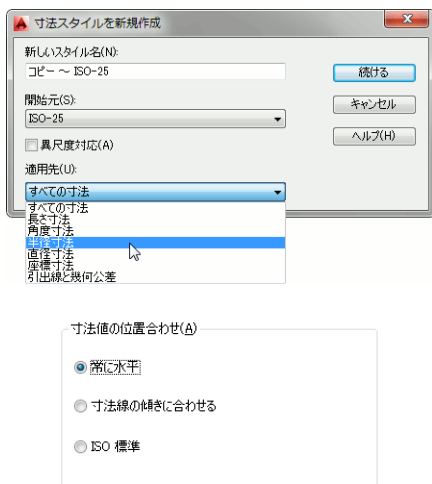 寸法スタイルを新規作成
新しいスタイル名(N):
コピー ～ ISO-25
続ける
開始元(S):
キャンセル
ISO-25
異尺度対応(A)
ヘルプ(H)
適用先(U):
すべての寸法
すべての寸法
長さ寸法
角度寸法
半径寸法
直径寸法
座標寸法
引出線と幾何公差
寸法値の位置合わせ(A)
常に水平
寸法線の傾きに合わせる
ISO 標準